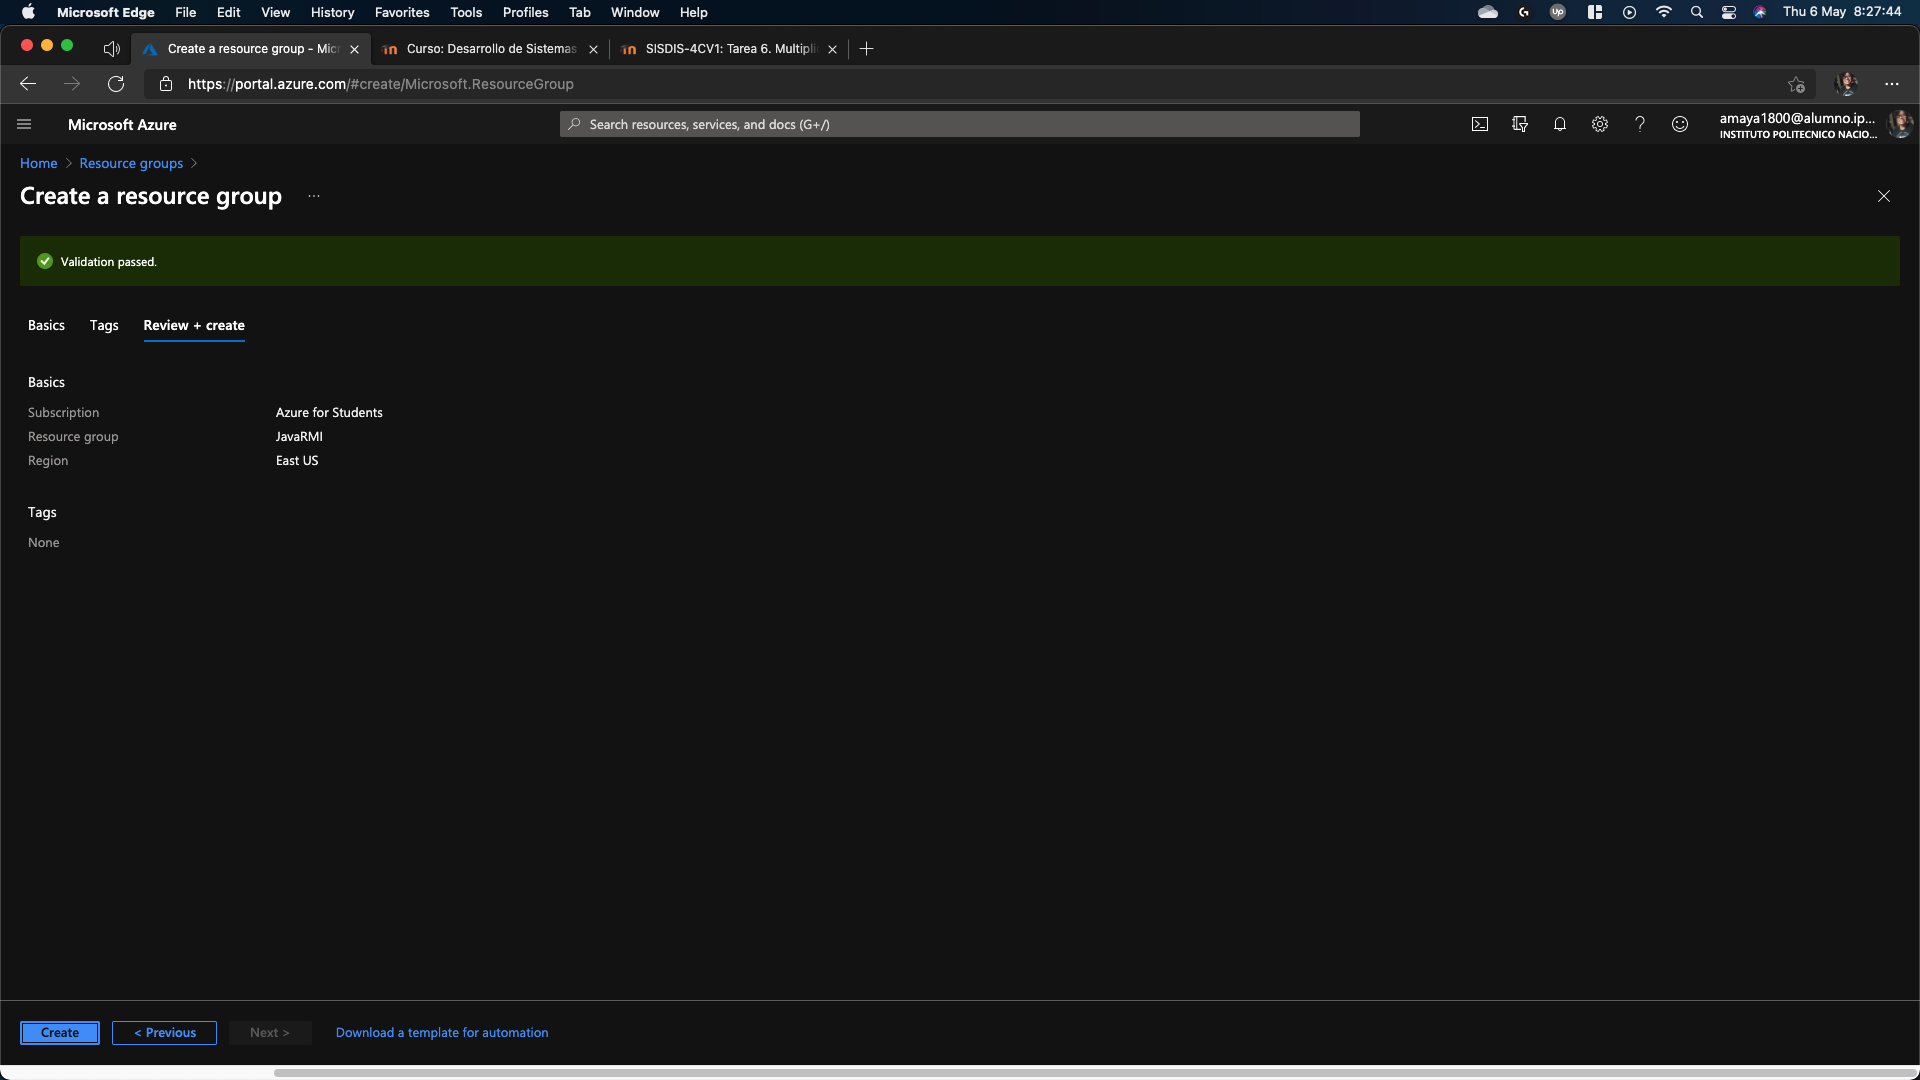 Microsoft Edge File Edit View History Favorites Tools Profiles Tab Window Help Thu 6 May 8:27:44
Create a resource group - Mic Curso: Desarrollo de Sistemas SISDIS-4CV1: Tarea 6. Multipli
https://portal.azure.com/#create/Microsoft.ResourceGroup
Microsoft Azure
Search resources, services, and docs (G+/)
amaya1800@alumno.ip...
INSTITUTO POLITECNICO NACIO...
Home > Resource groups >
Create a resource group ...
Validation passed.
Basics Tags Review + create
Basics
Subscription Azure for Students
Resource group JavaRMI
Region East US
Tags
None
Create < Previous Next > Download a template for automation